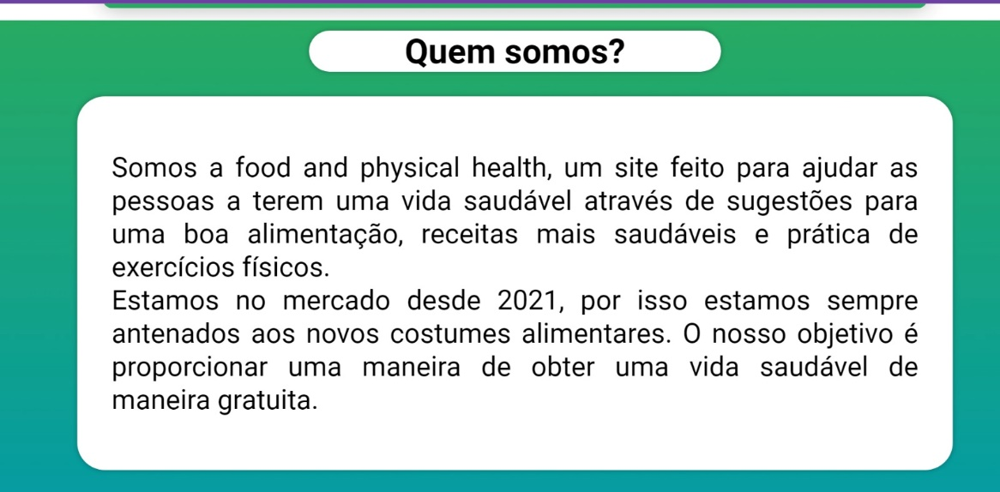 Quem somos?
Somos a food and physical health, um site feito para ajudar as
pessoas a terem uma vida saudável através de sugestões para
uma boa alimentação, receitas mais saudáveis e prática de
exercícios físicos.
Estamos no mercado desde 2021, por isso estamos sempre
antenados aos novos costumes alimentares. O nosso objetivo é
proporcionar uma maneira de obter uma vida saudável de
maneira gratuita.